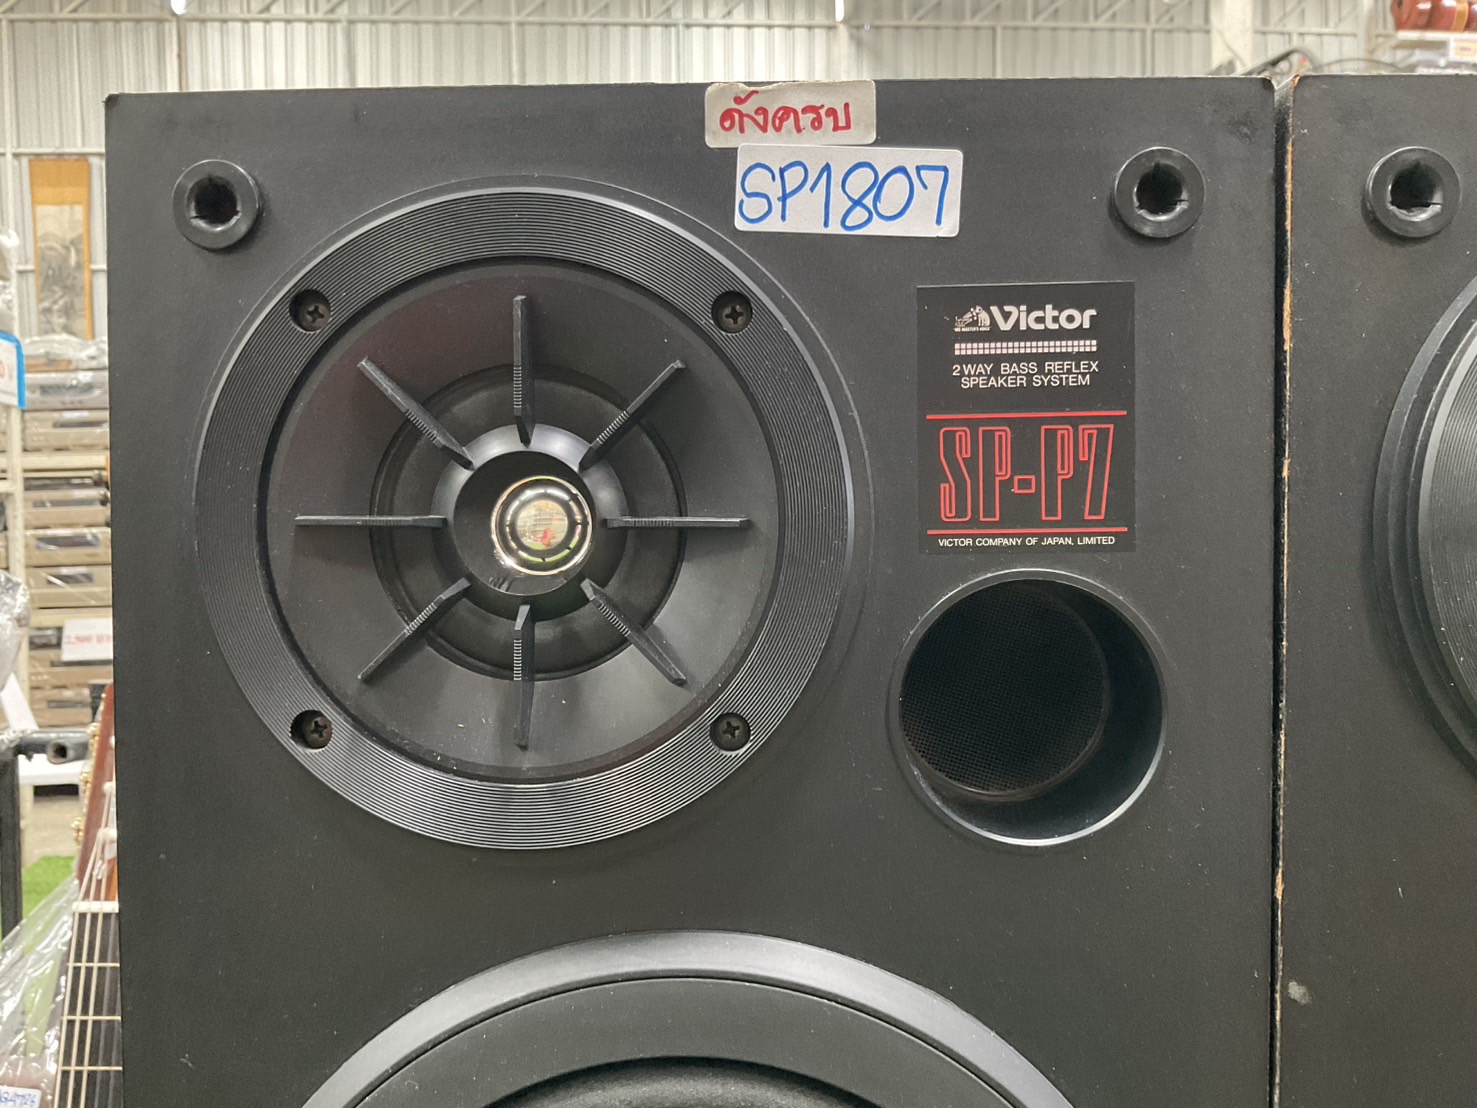 ดังครบ
SP1807
Victor
2 WAY BASS REFLEX
SPEAKER SYSTEM
SP-P7
VICTOR COMPANY OF JAPAN, LIMITED